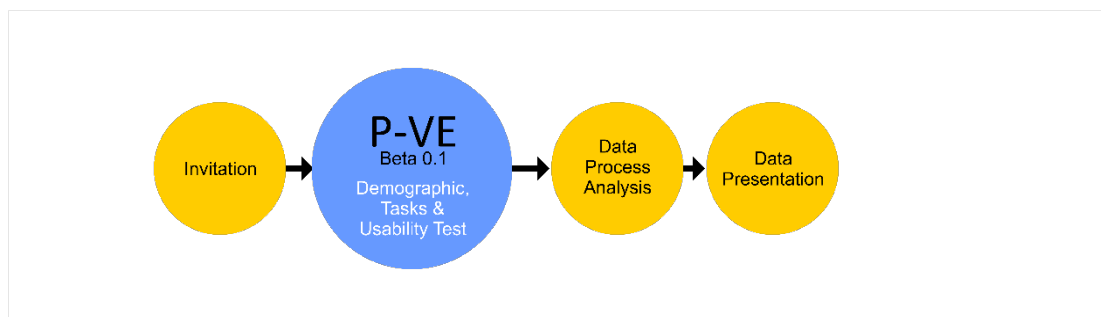 Invitation
P-VE
Beta 0.1
Demographic,
Tasks &
Usability Test
Data
Process
Analysis
Data
Presentation